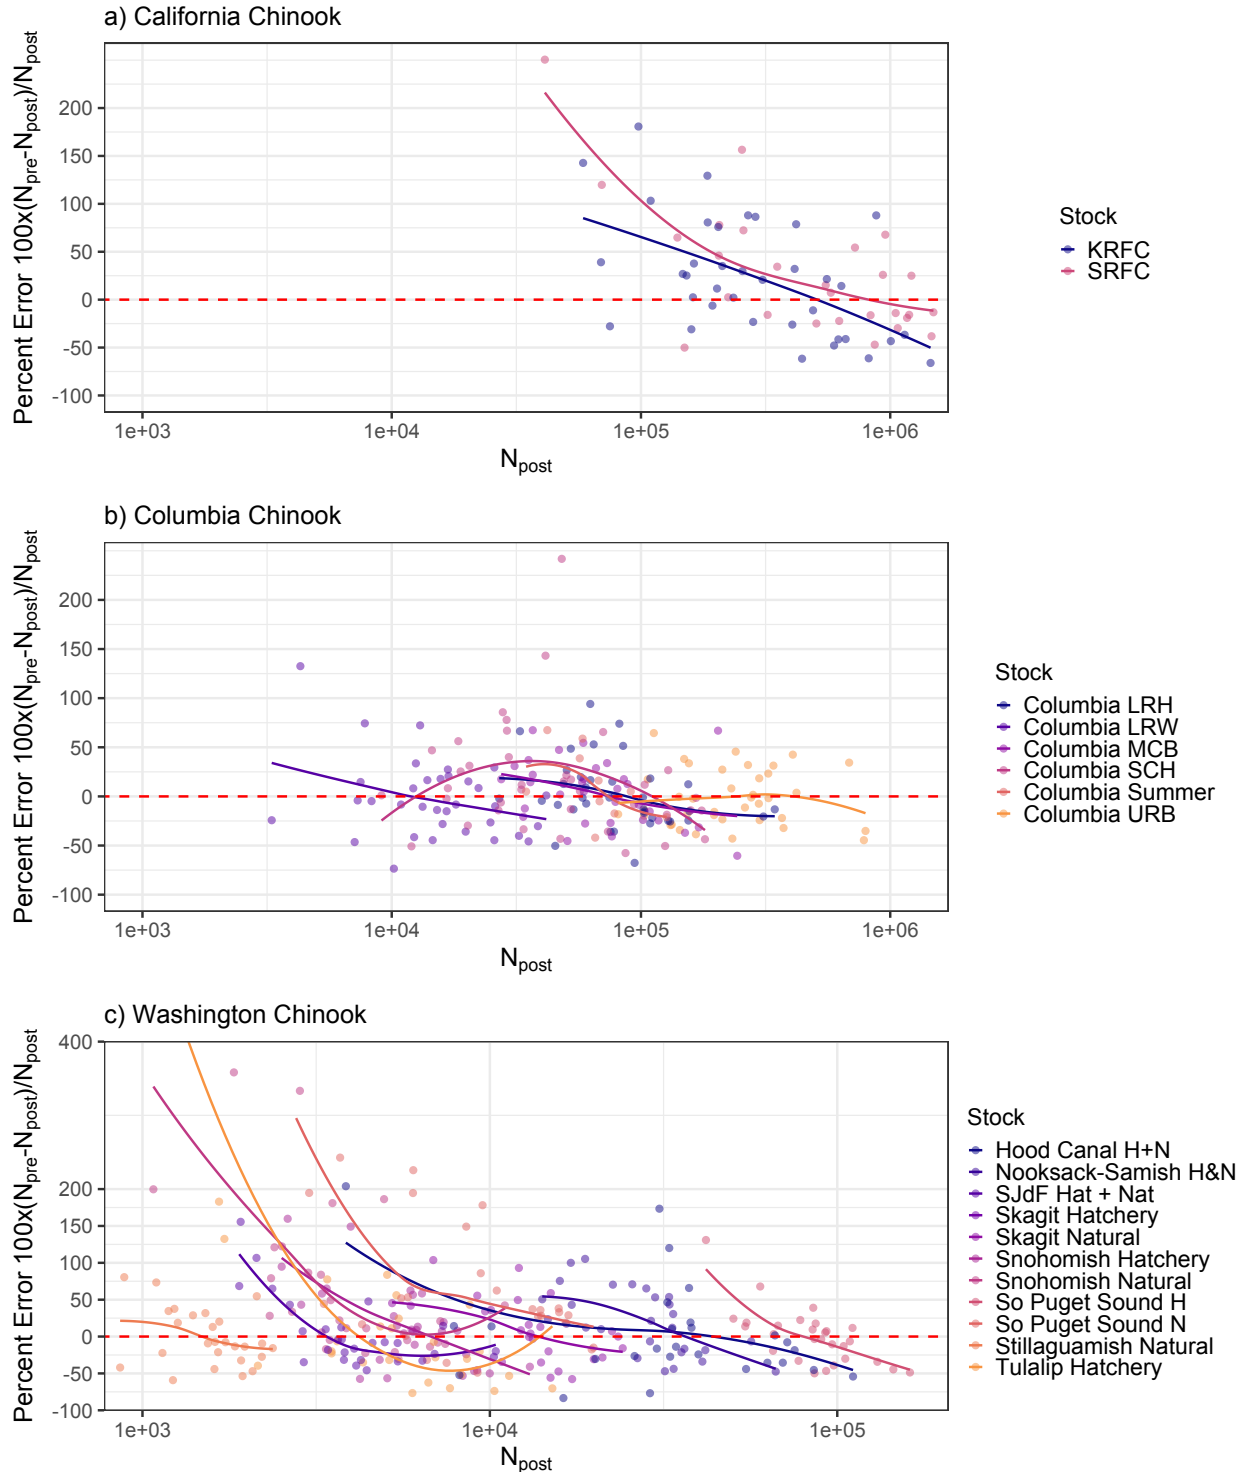 a) California Chinook
Percent Error 100x(Npre-Npost)/Npost
200
150
100
50
0
-50
-100
1e+03
1e+04
1e+05
1e+06
Npost
Stock
KRFC
SRFC
b) Columbia Chinook
Percent Error 100x(Npre-Npost)/Npost
200
150
100
50
0
-50
-100
1e+03
1e+04
1e+05
1e+06
Npost
Stock
Columbia LRH
Columbia LRW
Columbia MCB
Columbia SCH
Columbia Summer
Columbia URB
c) Washington Chinook
Percent Error 100x(Npre-Npost)/Npost
400
200
150
100
50
0
-50
-100
1e+03
1e+04
1e+05
Npost
Stock
Hood Canal H+N
Nooksack-Samish H&N
SJdF Hat + Nat
Skagit Hatchery
Skagit Natural
Snohomish Hatchery
Snohomish Natural
So Puget Sound H
So Puget Sound N
Stillaguamish Natural
Tulalip Hatchery